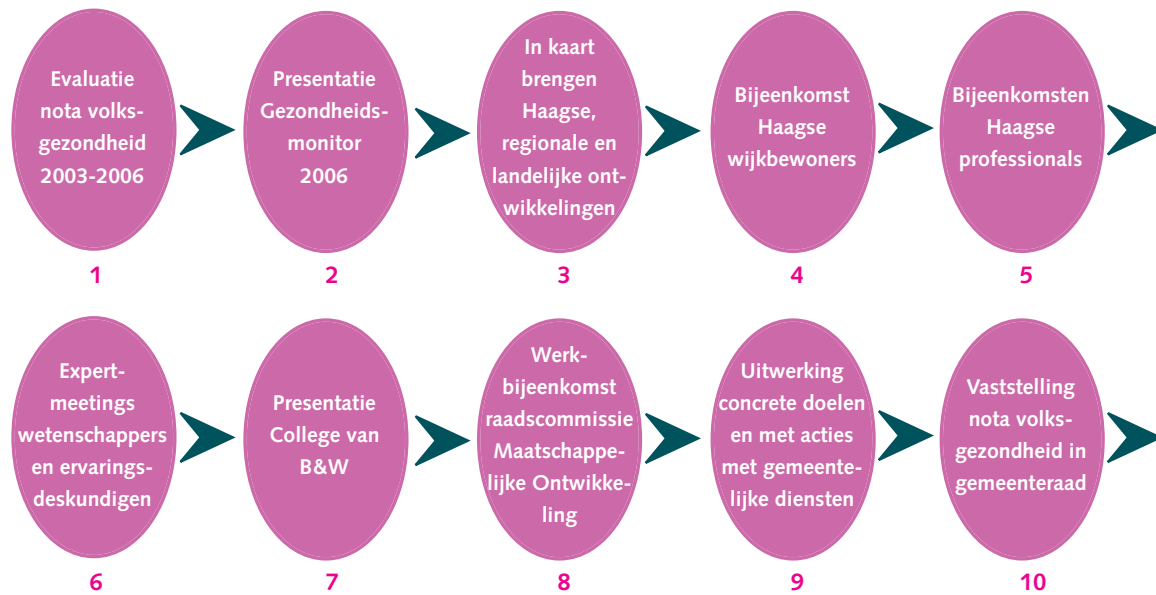 Evaluatie
nota volks-
gezondheid
2003-2006
1
Presentatie
Gezondheids-
monitor
2006
2
In kaart
brengen
Haagse,
regionale en
landelijke ont-
wikkelingen
3
Bijeenkomst
Haagse
wijkbewoners
4
Bijeenkomsten
Haagse
professionals
5
Expert-
meetings
wetenschappers
en ervarings-
deskundigen
6
Presentatie
College van
B&W
7
Werk-
bijeenkomst
raadscommissie
Maatschappe-
lijke Ontwikke-
ling
8
Uitwerking
concrete doelen
en met acties
met gemeente-
lijke diensten
9
Vaststelling
nota volks-
gezondheid in
gemeenteraad
10